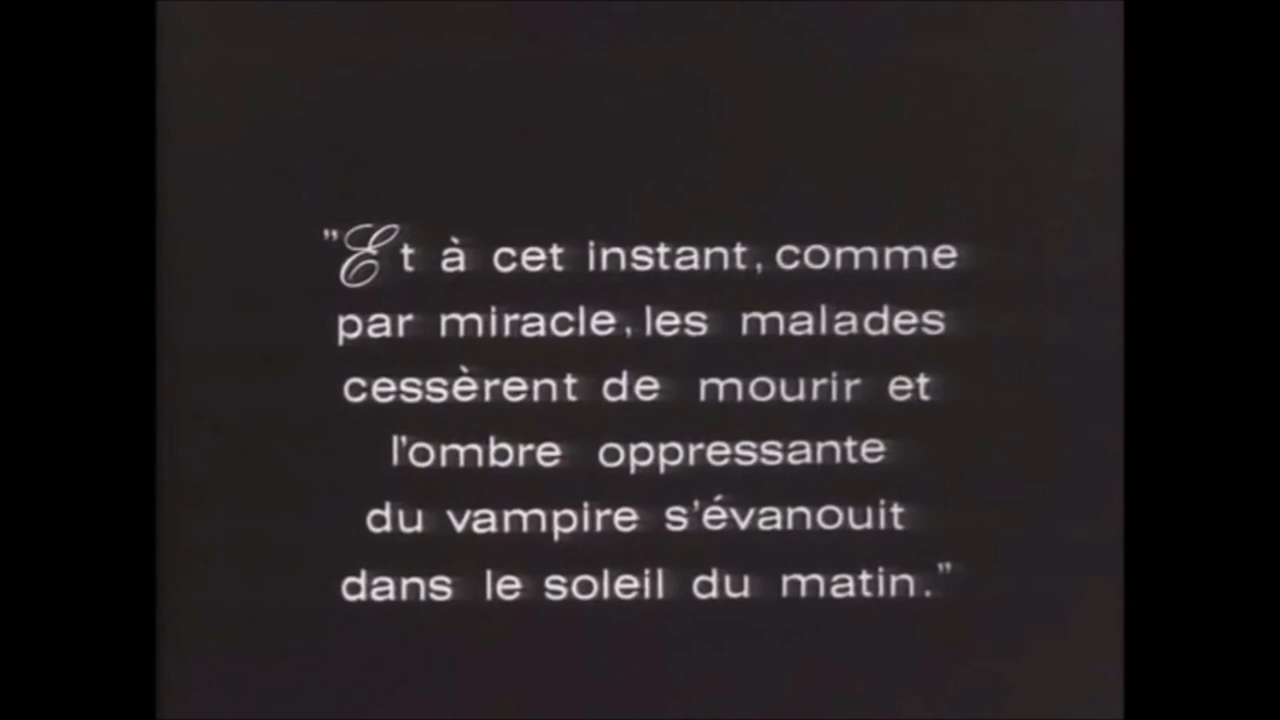 "Et à cet instant, comme
par miracle, les malades
cessèrent de mourir et
l'ombre oppressante
du vampire s'évanouit
dans le soleil du matin."